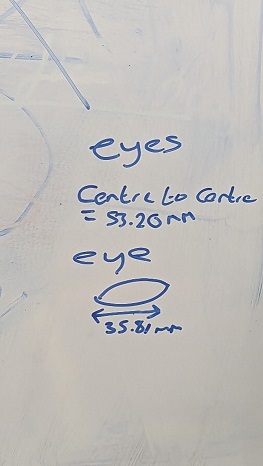 eyes
Centre to Centre
= 53.20mm
eye
35.81mm